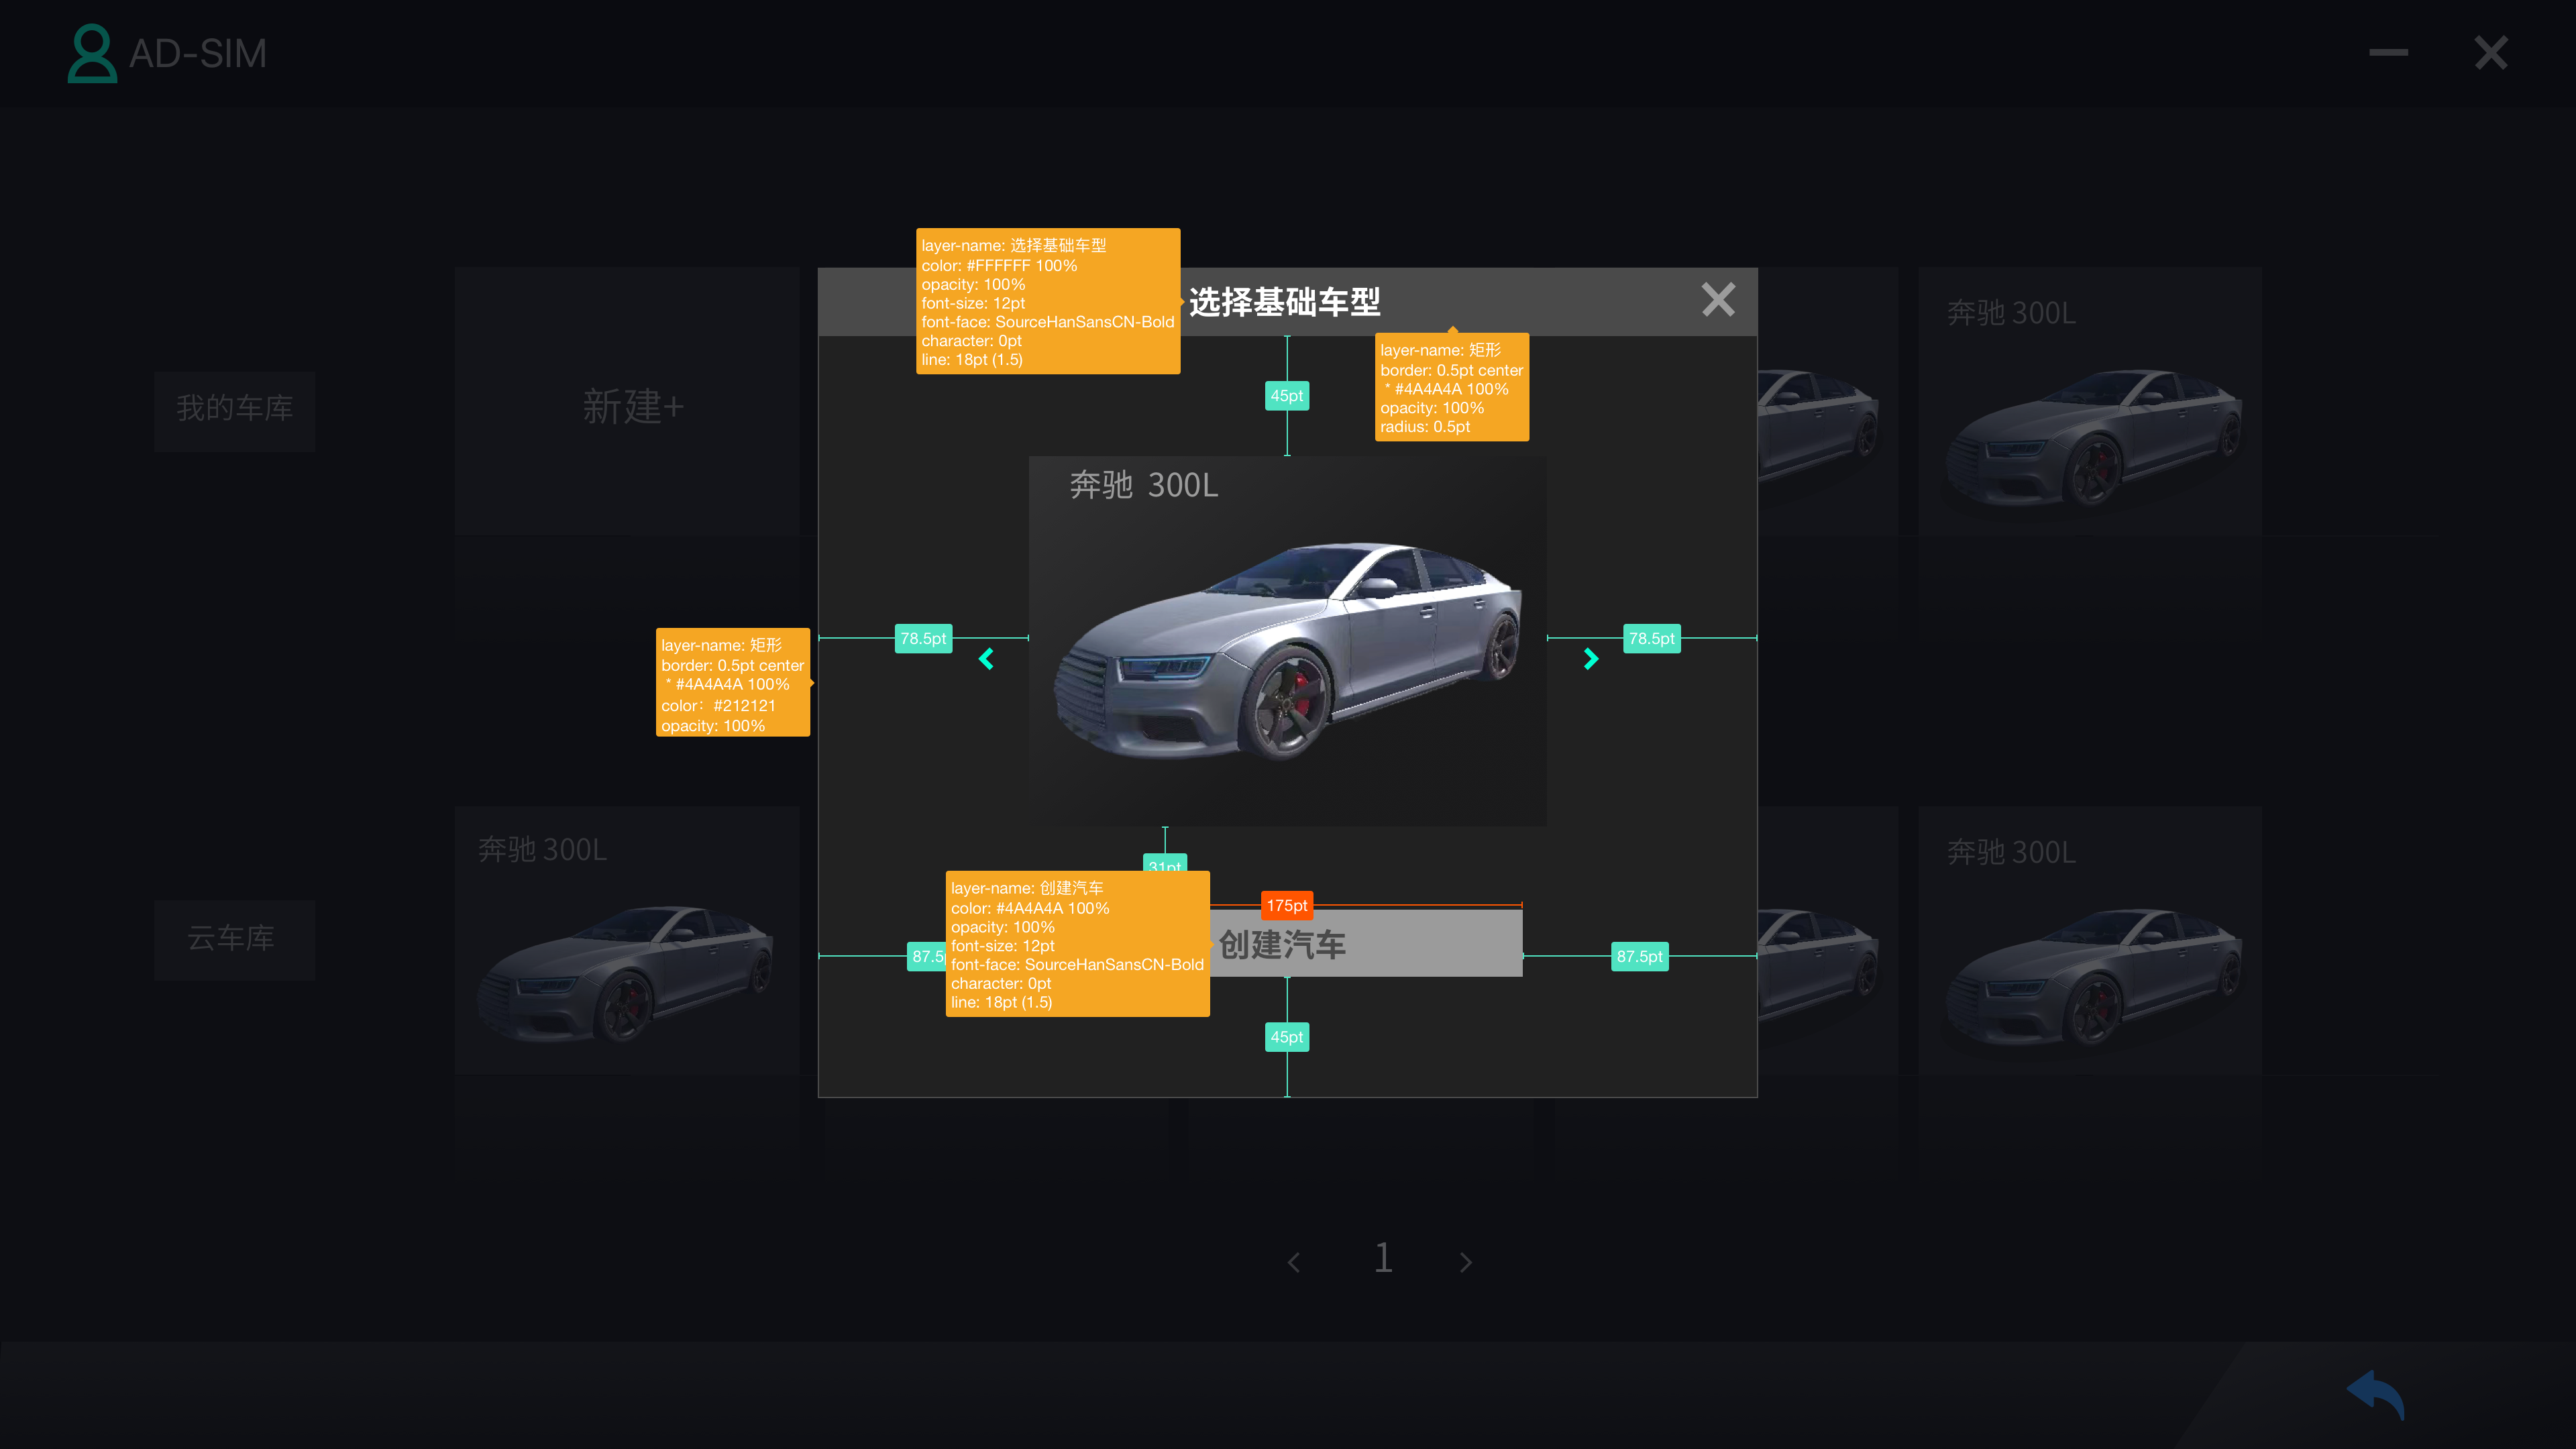 AD-SIM
layer-name: 选择基础车型
color: #FFFFFF 100%
opacity: 100%
font-size: 12pt
font-face: SourceHanSansCN-Bold
character: 0pt
line: 18pt (1.5)
选择基础车型
layer-name: 矩形
border: 0.5pt center
* #4A4A4A 100%
opacity: 100%
radius: 0.5pt
45pt
我的车库
新建+
奔驰 300L
奔驰 300L
78.5pt
78.5pt
layer-name: 矩形
border: 0.5pt center
* #4A4A4A 100%
color: #212121
opacity: 100%
奔驰 300L
奔驰 300L
云车库
31pt
layer-name: 创建汽车
color: #4A4A4A 100%
opacity: 100%
font-size: 12pt
font-face: SourceHanSansCN-Bold
character: 0pt
line: 18pt (1.5)
175pt
创建汽车
87.5p
87.5pt
45pt
1